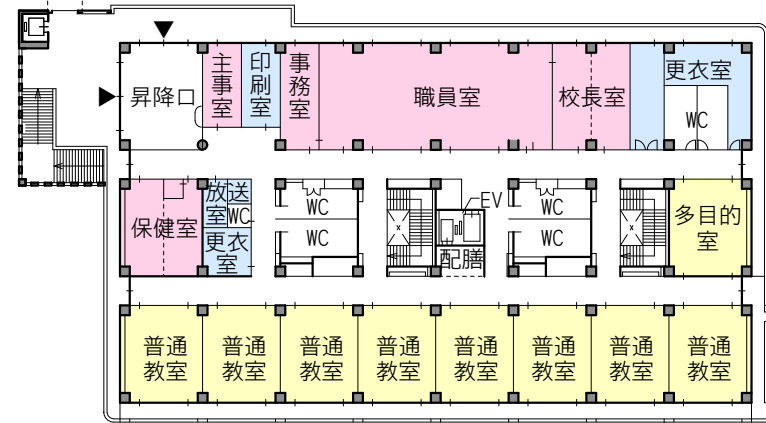 昇降口
主事室
印刷室
事務室
職員室
校長室
更衣室
WC
保健室
放送
室
WC
更衣
室
WC
WC
EV
配膳
WC
WC
多目的
室
普通
教室
普通
教室
普通
教室
普通
教室
普通
教室
普通
教室
普通
教室
普通
教室